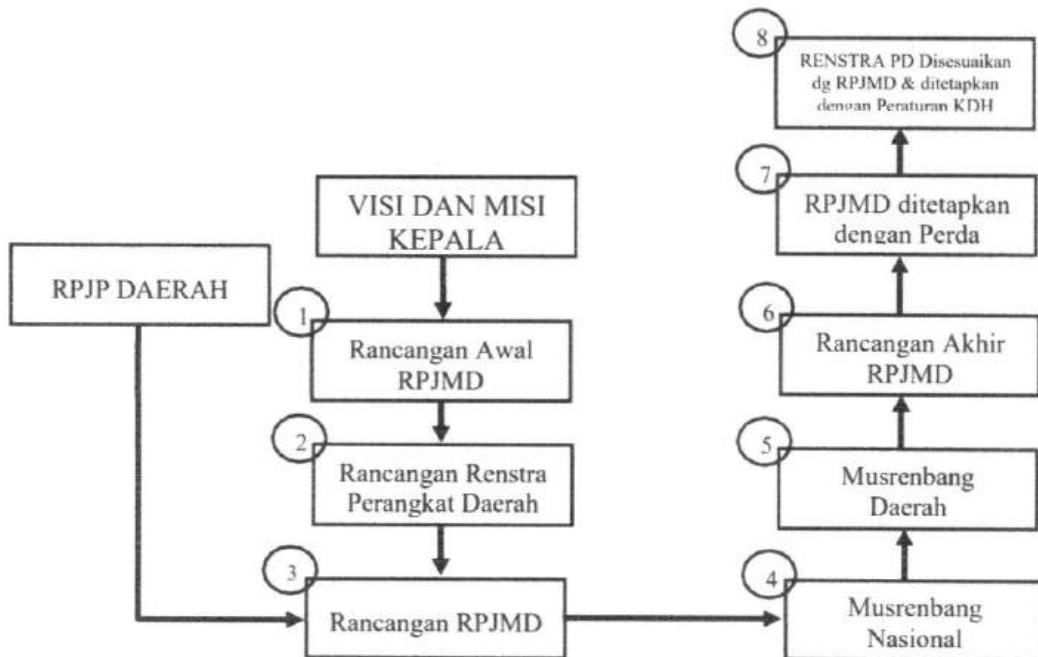 VISI DAN MISI
KEPALA
RPJP DAERAH
1
Rancangan Awal
RPJMD
2
Rancangan Renstra
Perangkat Daerah
3
Rancangan RPJMD
4
Musrenbang
Nasional
5
Musrenbang
Daerah
6
Rancangan Akhir
RPJMD
7
RPJMD ditetapkan
dengan Perda
8
RENSTRA PD Disesuaikan
dg RPJMD & ditetapkan
dengan Peraturan KDH